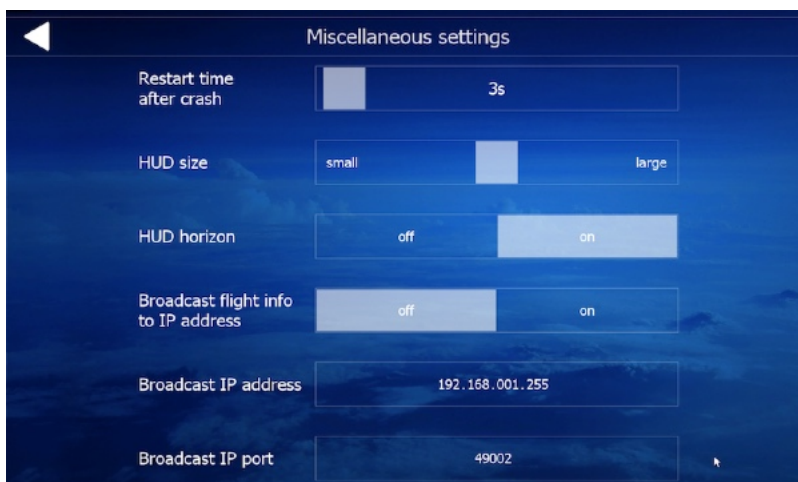 Miscellaneous settings
Restart time
after crash
3s
HUD size
small
large
HUD horizon
off
on
Broadcast flight info
to IP address
off
on
Broadcast IP address
192.168.001.255
Broadcast IP port
49002